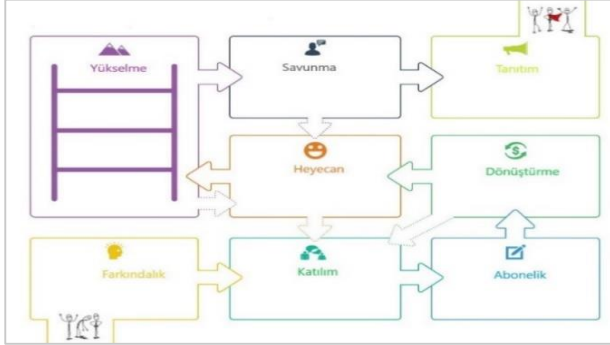 Yükselme
Savunma
Tanıtım
Heyecan
Dönüştürme
Farkındalık
Katılım
Abonelik